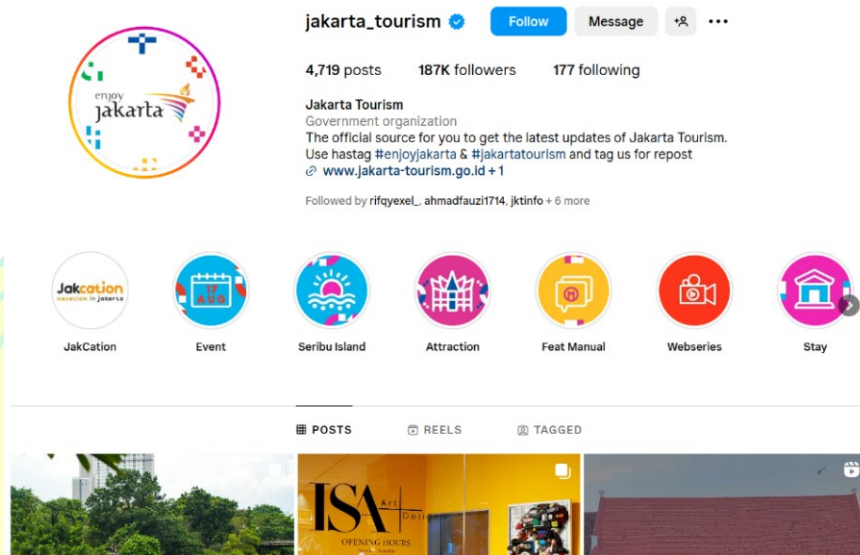 jakarta_tourism Follow Message
4,719 posts 187K followers 177 following
enjoy
jakarta
Jakarta Tourism
Government organization
The official source for you to get the latest updates of Jakarta Tourism.
Use hastag #enjoyjakarta & #jakartatourism and tag us for repost
www.jakarta-tourism.go.id + 1
Followed by rifqyexel_, ahmadfauzi1714, jktinfo + 6 more
Jakcation
vacation in jakarta
17
AUG
JakCation Event Seribu Island Attraction Feat Manual Webseries Stay
POSTS REELS TAGGED
ISA Art
Design
OPENING HOURS